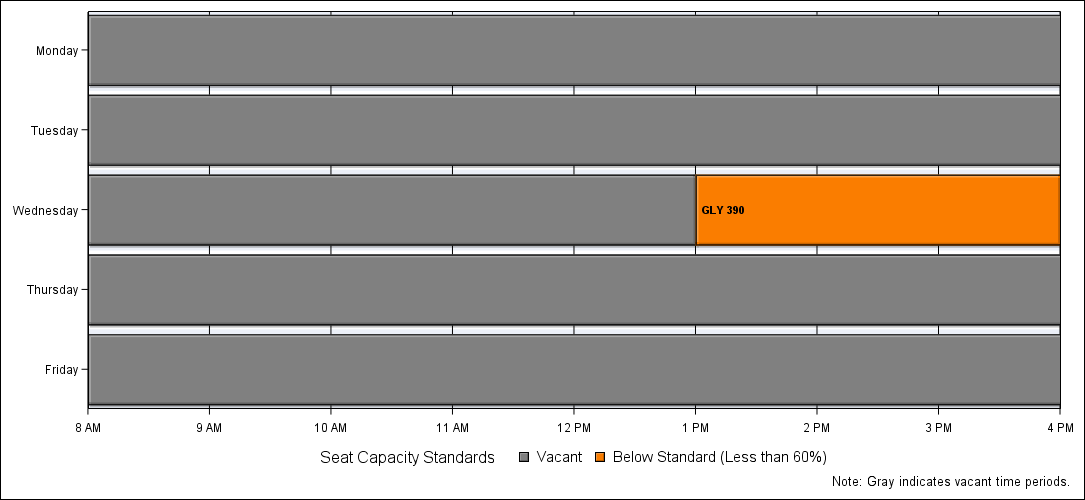 Monday
Tuesday
Wednesday
GLY 390
Thursday
Friday
8 AM 9 AM 10 AM 11 AM 12 PM 1 PM 2 PM 3 PM 4 PM
Seat Capacity Standards Vacant Below Standard (Less than 60%)
Note: Gray indicates vacant time periods.